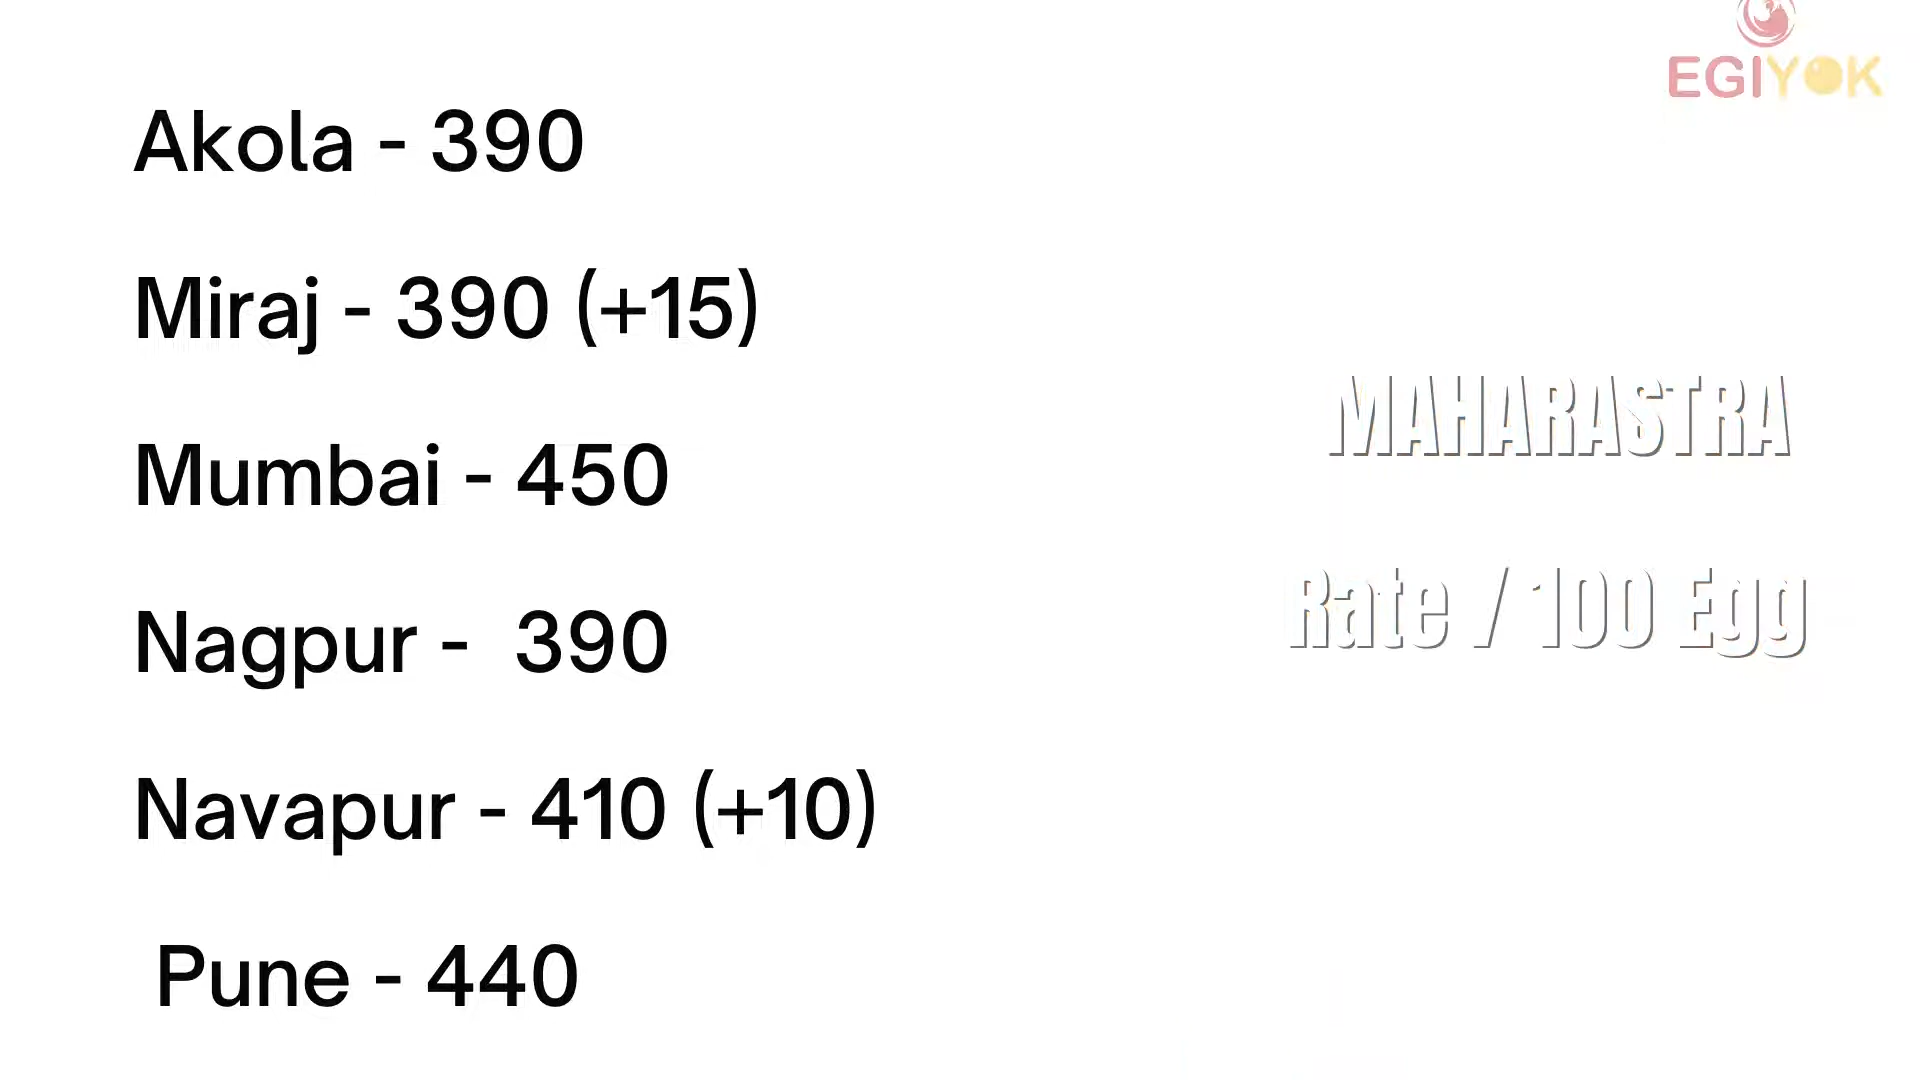 EGIYOK
Akola - 390
Miraj - 390 (+15)
Mumbai - 450
Nagpur -  390
Navapur - 410 (+10)
Pune - 440
MAHARASTRA
Rate / 100 Egg